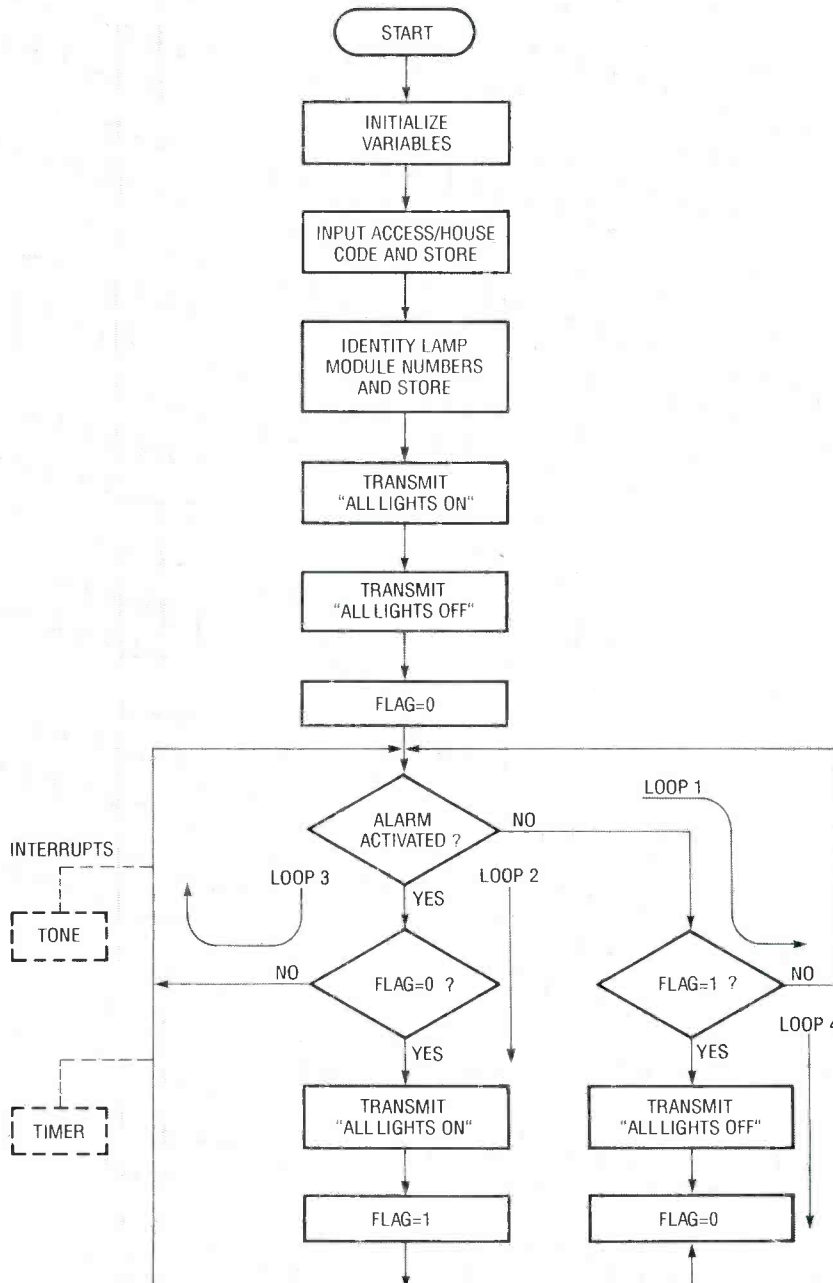 START
INITIALIZE
VARIABLES
INPUT ACCESS/HOUSE
CODE AND STORE
IDENTITY LAMP
MODULE NUMBERS
AND STORE
TRANSMIT
"ALL LIGHTS ON"
TRANSMIT
"ALL LIGHTS OFF"
FLAG=0
ALARM
ACTIVATED ?
NO
LOOP 1
INTERRUPTS
TONE
LOOP 3
YES
LOOP 2
NO
FLAG=0 ?
FLAG=1 ?
NO
LOOP 4
YES
YES
TIMER
TRANSMIT
"ALL LIGHTS ON"
TRANSMIT
"ALL LIGHTS OFF"
FLAG=1
FLAG=0